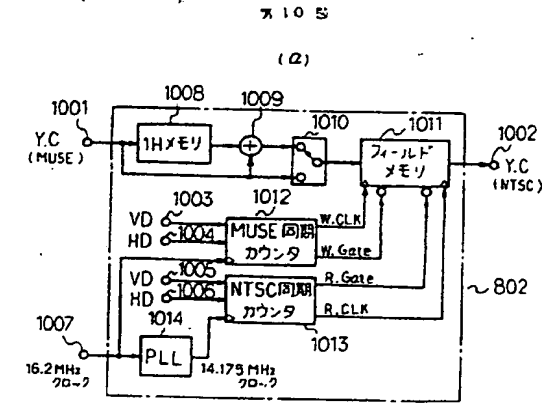 第10図
(a)
1008
1009
1010
1011
1001
1002
Y.C
(MUSE)
1Hメモリ
フィールド
メモリ
Y.C
(NTSC)
1003
1012
VD
HD
1004
MUSE同期
カウンタ
W.CLK
W.Gate
1005
VD
HD
1006
NTSC同期
カウンタ
R.Gate
R.CLK
802
1007
1014
1013
PLL
16.2MHz
クロック
14.175MHz
クロック